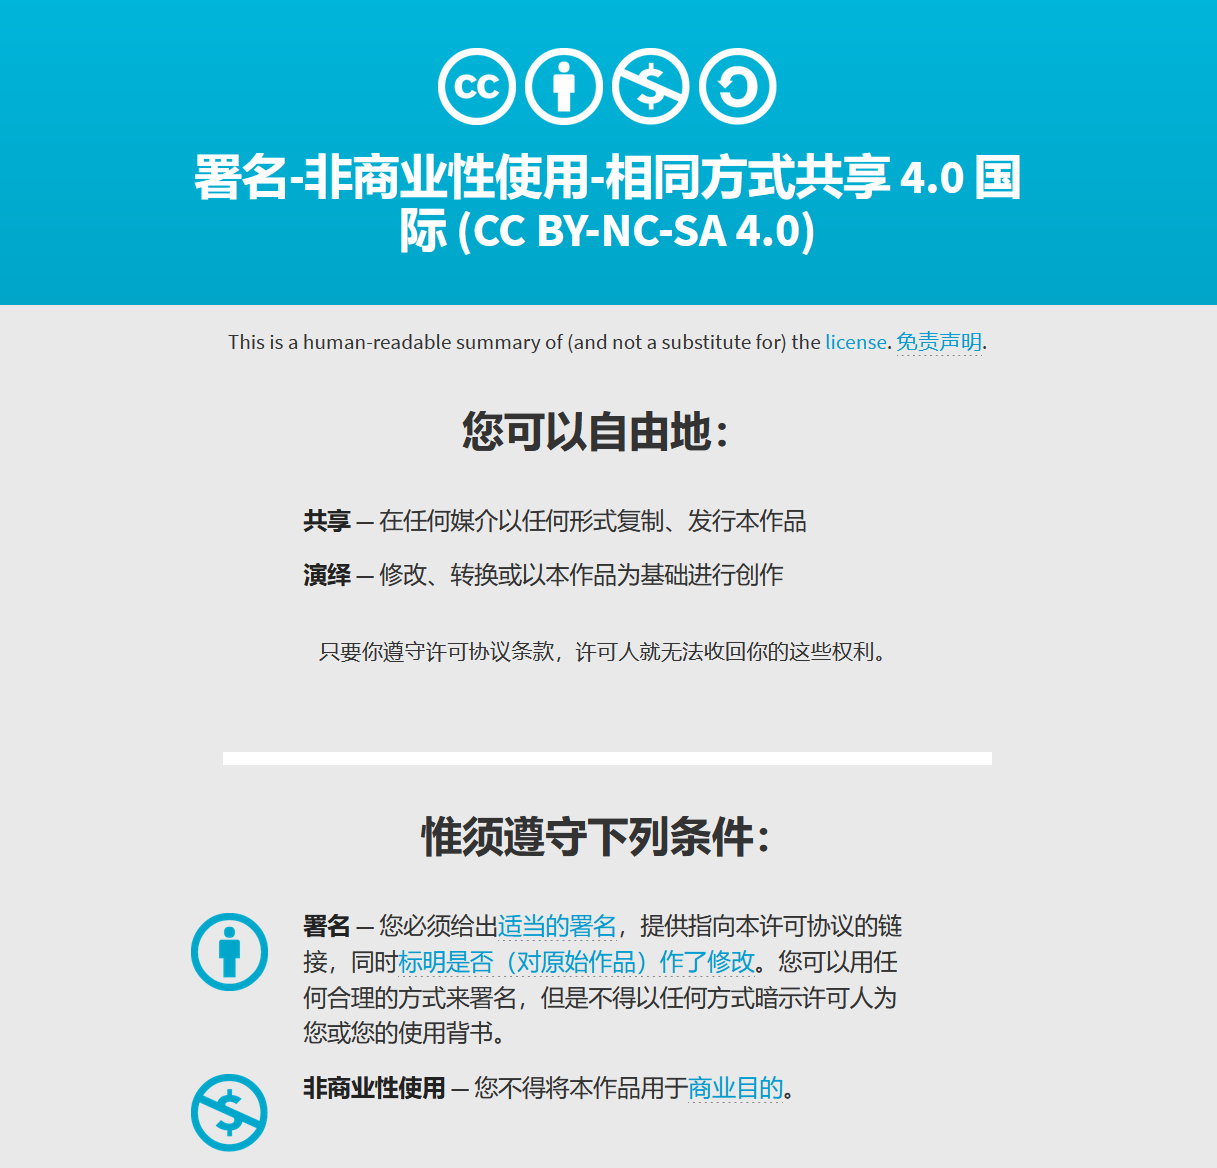 cc
署名-非商业性使用-相同方式共享 4.0 国
际 (CC BY-NC-SA 4.0)
This is a human-readable summary of (and not a substitute for) the license. 免责声明.
您可以自由地：
共享 — 在任何媒介以任何形式复制、发行本作品
演绎 — 修改、转换或以本作品为基础进行创作
只要你遵守许可协议条款，许可人就无法收回你的这些权利。
惟须遵守下列条件：
署名 — 您必须给出适当的署名，提供指向本许可协议的链
接，同时标明是否（对原始作品）作了修改。您可以用任
何合理的方式来署名，但是不得以任何方式暗示许可人为
您或您的使用背书。
非商业性使用 — 您不得将本作品用于商业目的。